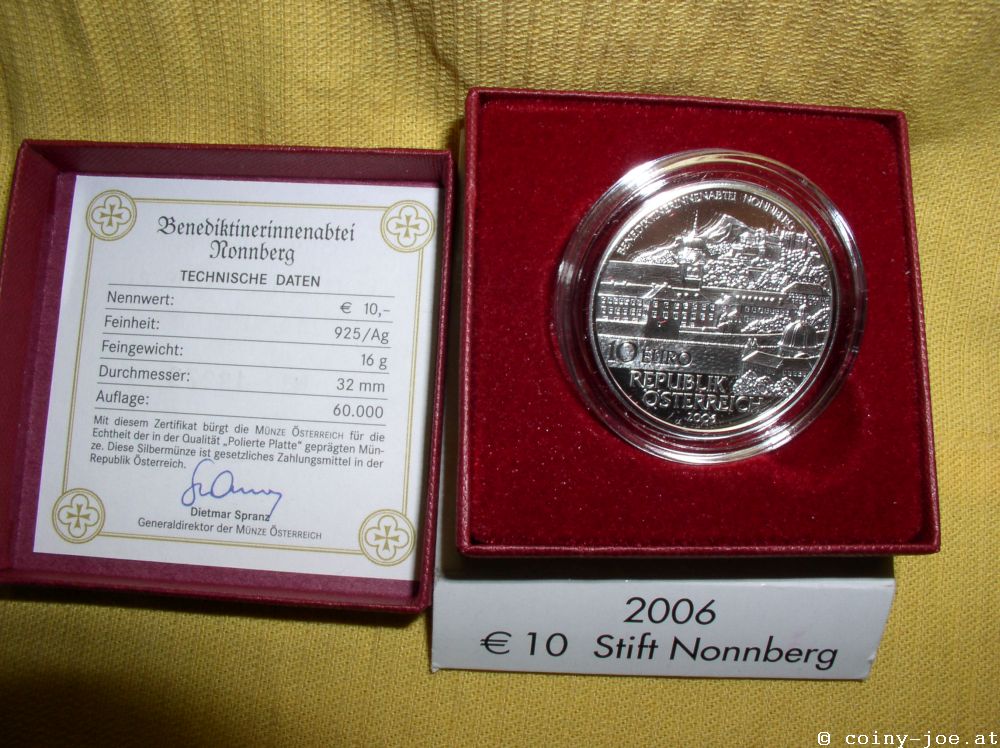 Benediktinerinnenabtei
Nonnberg
TECHNISCHE DATEN
Nennwert: € 10,–
Feinheit: 925/Ag
Feingewicht: 16 g
Durchmesser: 32 mm
Auflage: 60.000
Mit diesem Zertifikat bürgt die MÜNZE ÖSTERREICH für die
Echtheit der in der Qualität „Polierte Platte" geprägten Mün-
ze. Diese Silbermünze ist gesetzliches Zahlungsmittel in der
Republik Österreich.
Dietmar Spranz
Generaldirektor der MÜNZE ÖSTERREICH
BENEDIKTINERINNENABTEI NONNBERG
10 EURO
REPUBLIK
ÖSTERREICH
2006
2006
€ 10 Stift Nonnberg
© coiny-joe.at